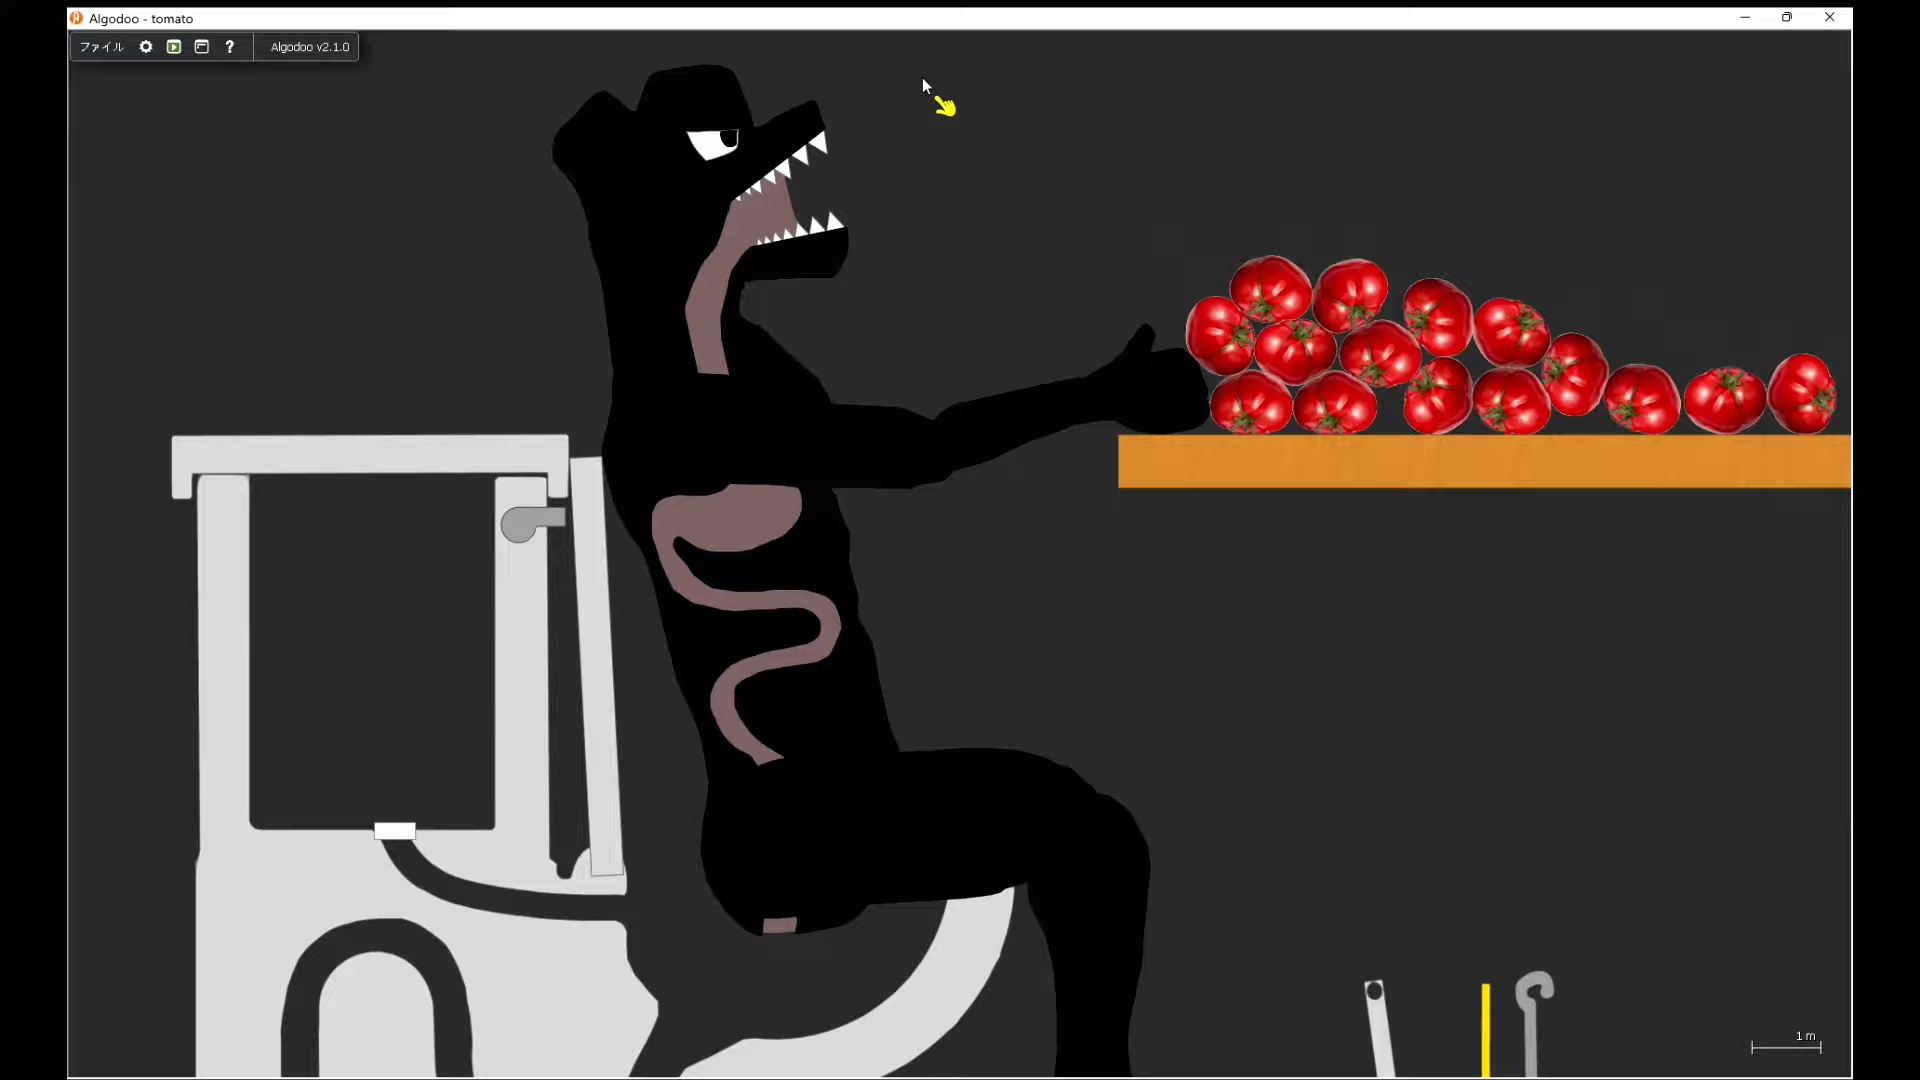 Algodoo - tomato
ファイル ? Algodoo v2.1.0
1 m